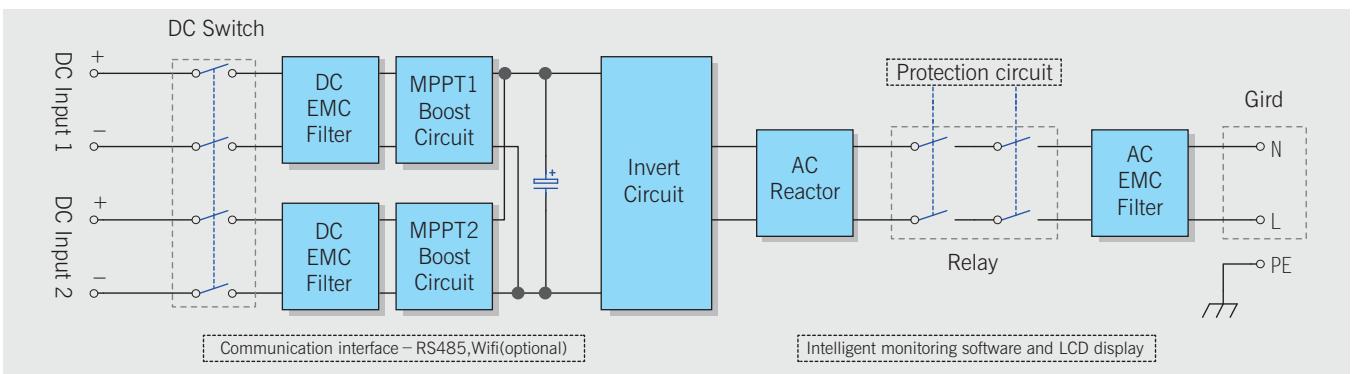 DC Switch
DC Input 1
+
−
DC Input 2
+
−
DC
EMC
Filter
MPPT1
Boost
Circuit
DC
EMC
Filter
MPPT2
Boost
Circuit
+
Invert
Circuit
AC
Reactor
Protection circuit
Relay
AC
EMC
Filter
Gird
N
L
PE
Communication interface − RS485,Wifi(optional)
Intelligent monitoring software and LCD display